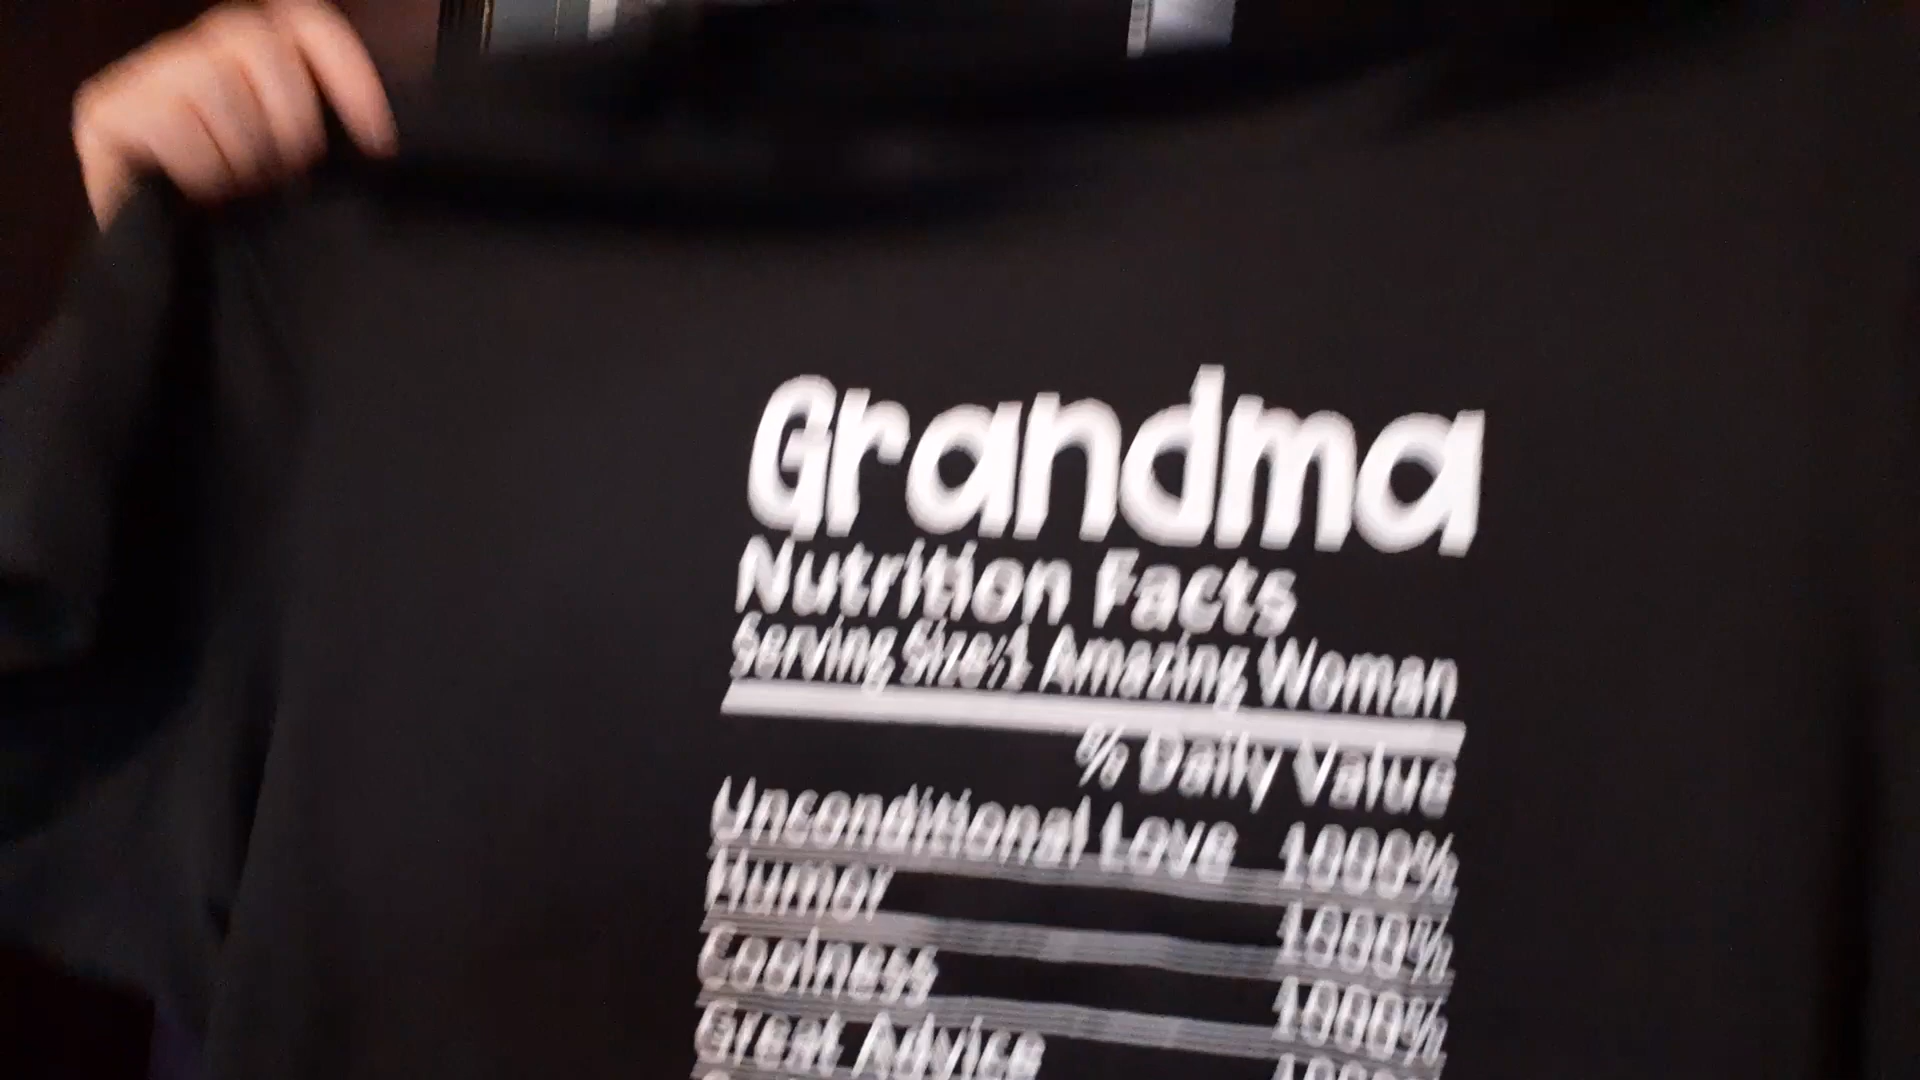 Grandma
Nutrition Facts
Serving Size:1 Amazing Woman
% Daily Value
Unconditional Love 1000%
Humor 1000%
Coolness 1000%
Great Advice